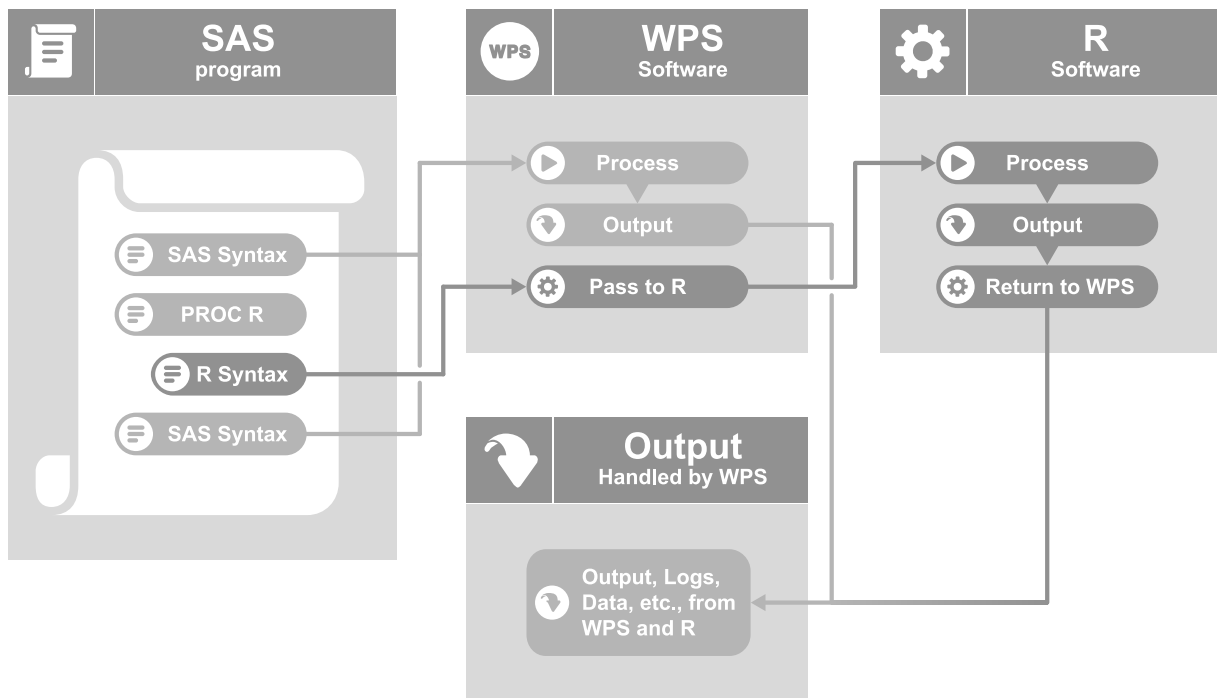 SAS
program
SAS Syntax
PROC R
R Syntax
SAS Syntax
WPS
WPS
Software
Process
Output
Pass to R
R
Software
Process
Output
Return to WPS
Output
Handled by WPS
Output, Logs,
Data, etc., from
WPS and R